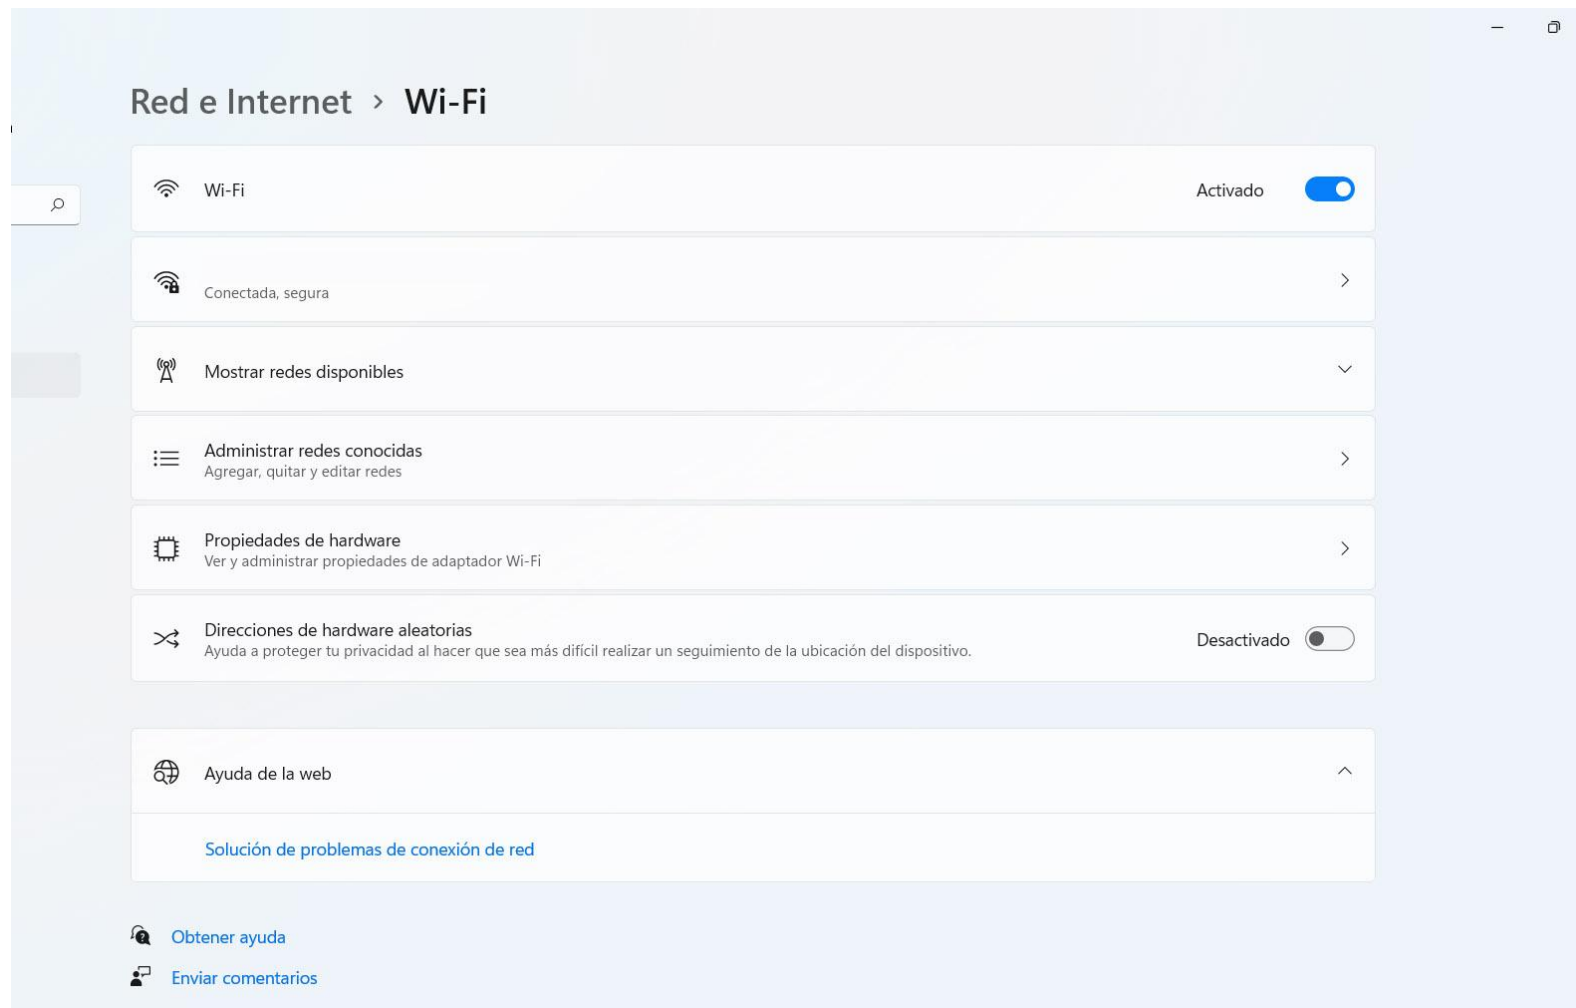 Red e Internet > Wi-Fi
Wi-Fi
Activado
Conectada, segura
Mostrar redes disponibles
Administrar redes conocidas
Agregar, quitar y editar redes
Propiedades de hardware
Ver y administrar propiedades de adaptador Wi-Fi
Direcciones de hardware aleatorias
Ayuda a proteger tu privacidad al hacer que sea más difícil realizar un seguimiento de la ubicación del dispositivo.
Desactivado
Ayuda de la web
Solución de problemas de conexión de red
Obtener ayuda
Enviar comentarios